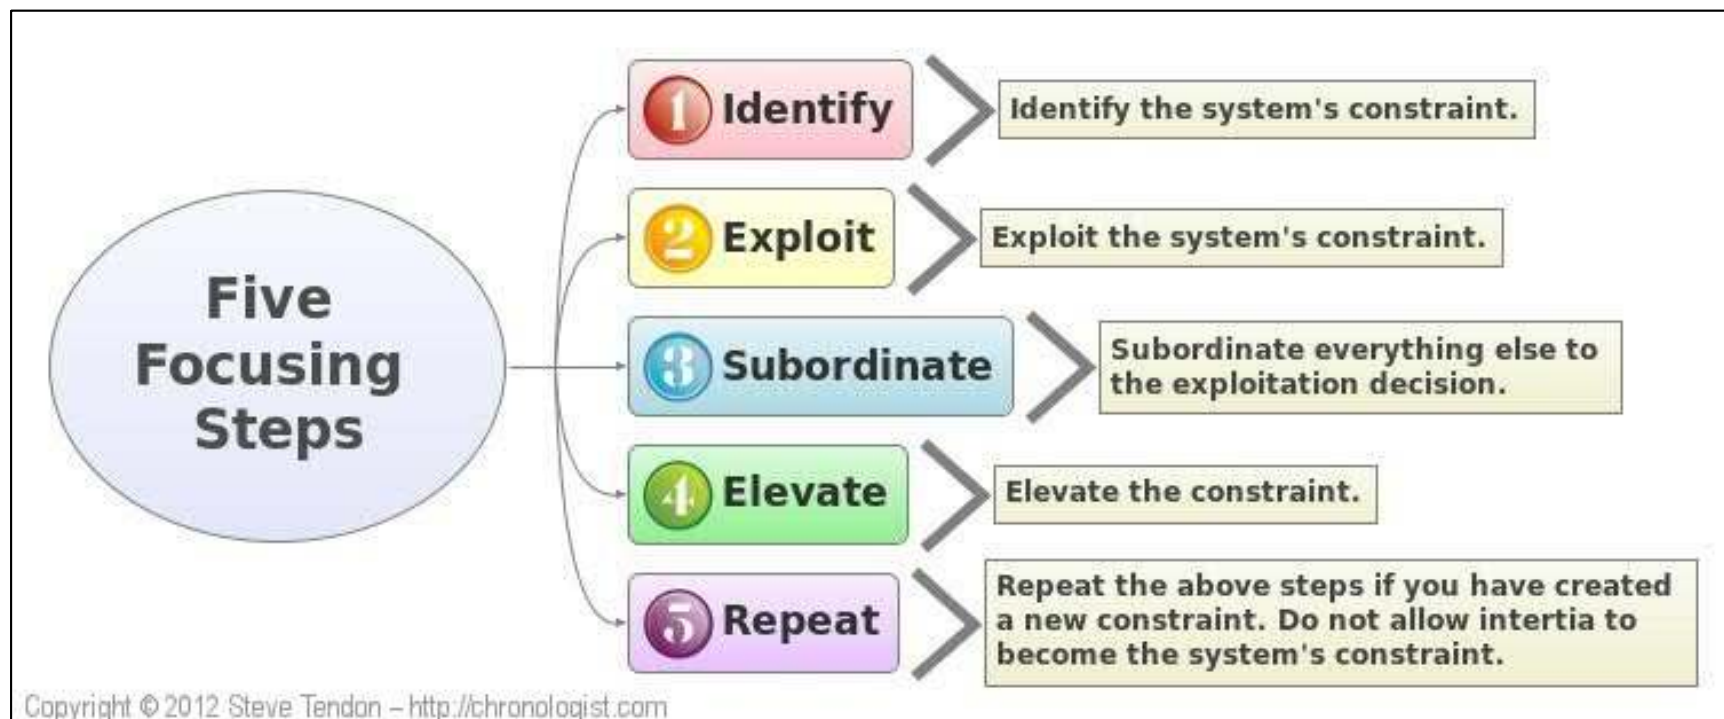 Five
Focusing
Steps
1 Identify
Identify the system's constraint.
2 Exploit
Exploit the system's constraint.
3 Subordinate
Subordinate everything else to
the exploitation decision.
4 Elevate
Elevate the constraint.
5 Repeat
Repeat the above steps if you have created
a new constraint. Do not allow intertia to
become the system's constraint.
Copyright © 2012 Steve Tendon – http://chronologist.com